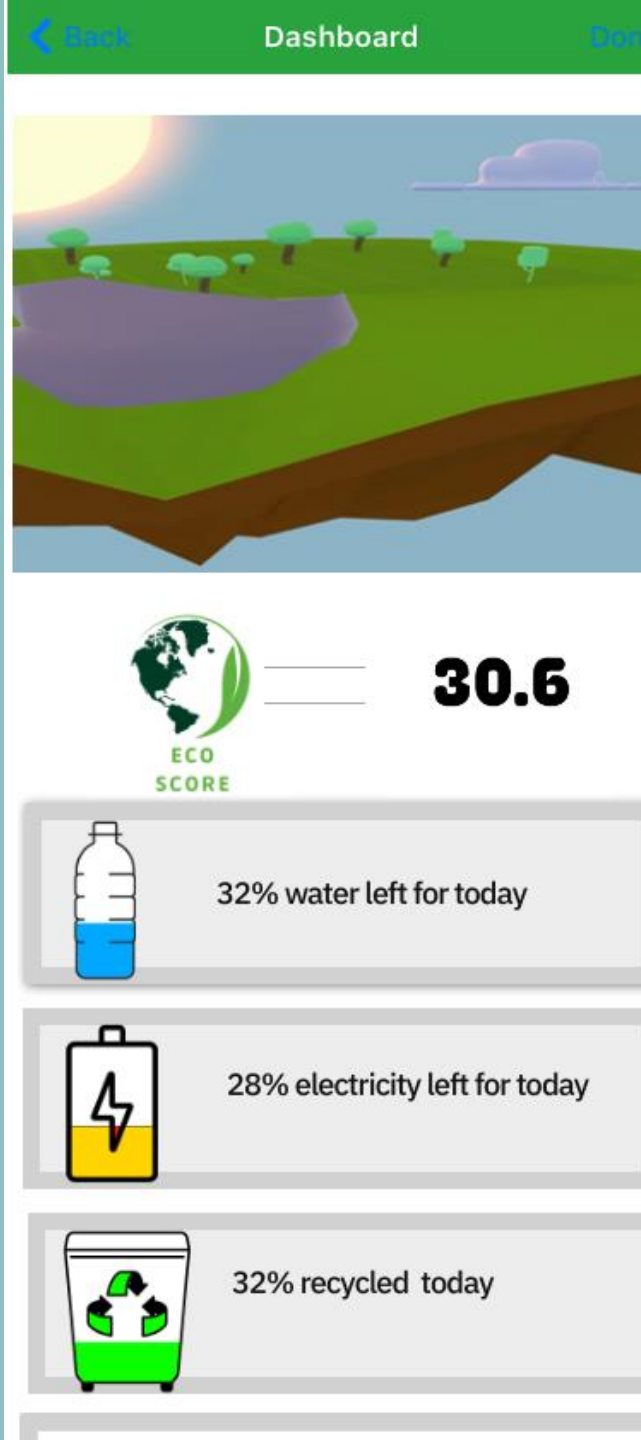 Back Dashboard Don
ECO
SCORE
30.6
32% water left for today
28% electricity left for today
32% recycled today